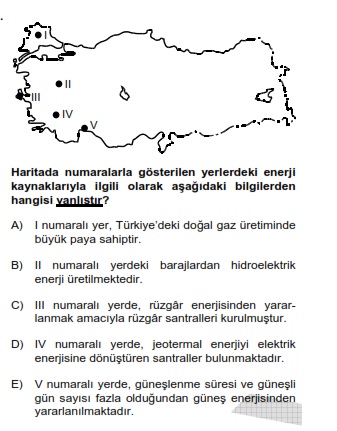 I
II
III
IV
V
Haritada numaralarla gösterilen yerlerdeki enerji
kaynaklarıyla ilgili olarak aşağıdaki bilgilerden
hangisi yanlıştır?
A) I numaralı yer, Türkiye'deki doğal gaz üretiminde
büyük paya sahiptir.
B) II numaralı yerdeki barajlardan hidroelektrik
enerji üretilmektedir.
C) III numaralı yerde, rüzgâr enerjisinden yarar-
lanmak amacıyla rüzgâr santralleri kurulmuştur.
D) IV numaralı yerde, jeotermal enerjiyi elektrik
enerjisine dönüştüren santraller bulunmaktadır.
E) V numaralı yerde, güneşlenme süresi ve güneşli
gün sayısı fazla olduğundan güneş enerjisinden
yararlanılmaktadır.